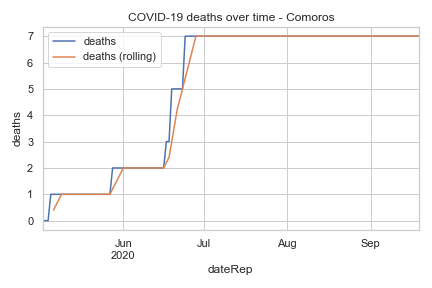 COVID-19 deaths over time - Comoros
deaths
deaths (rolling)
7
6
5
4
3
2
1
0
deaths
Jun
2020
Jul
Aug
Sep
dateRep